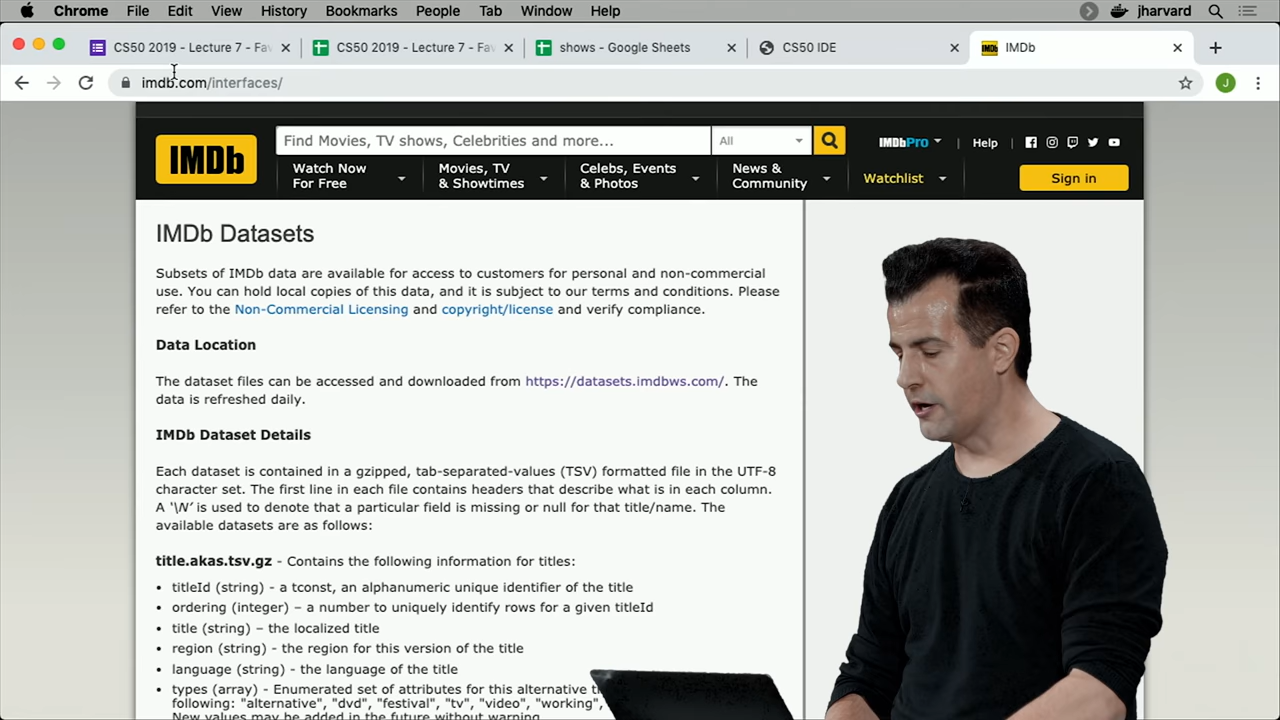 Chrome File Edit View History Bookmarks People Tab Window Help jharvard
CS50 2019 - Lecture 7 - Fav CS50 2019 - Lecture 7 - Fav shows - Google Sheets CS50 IDE IMDb
imdb.com/interfaces/ J
IMDb Find Movies, TV shows, Celebrities and more... All IMDbPro Help
Watch Now For Free Movies, TV & Showtimes Celebs, Events & Photos News & Community Watchlist Sign in
IMDb Datasets
Subsets of IMDb data are available for access to customers for personal and non-commercial
use. You can hold local copies of this data, and it is subject to our terms and conditions. Please
refer to the Non-Commercial Licensing and copyright/license and verify compliance.
Data Location
The dataset files can be accessed and downloaded from https://datasets.imdbws.com/. The
data is refreshed daily.
IMDb Dataset Details
Each dataset is contained in a gzipped, tab-separated-values (TSV) formatted file in the UTF-8
character set. The first line in each file contains headers that describe what is in each column.
A '\N' is used to denote that a particular field is missing or null for that title/name. The
available datasets are as follows:
title.akas.tsv.gz - Contains the following information for titles:
• titleId (string) - a tconst, an alphanumeric unique identifier of the title
• ordering (integer) – a number to uniquely identify rows for a given titleId
• title (string) – the localized title
• region (string) - the region for this version of the title
• language (string) - the language of the title
• types (array) - Enumerated set of attributes for this alternative
following: "alternative", "dvd", "festival", "tv", "video", "working",
New values may be added in the future without warning